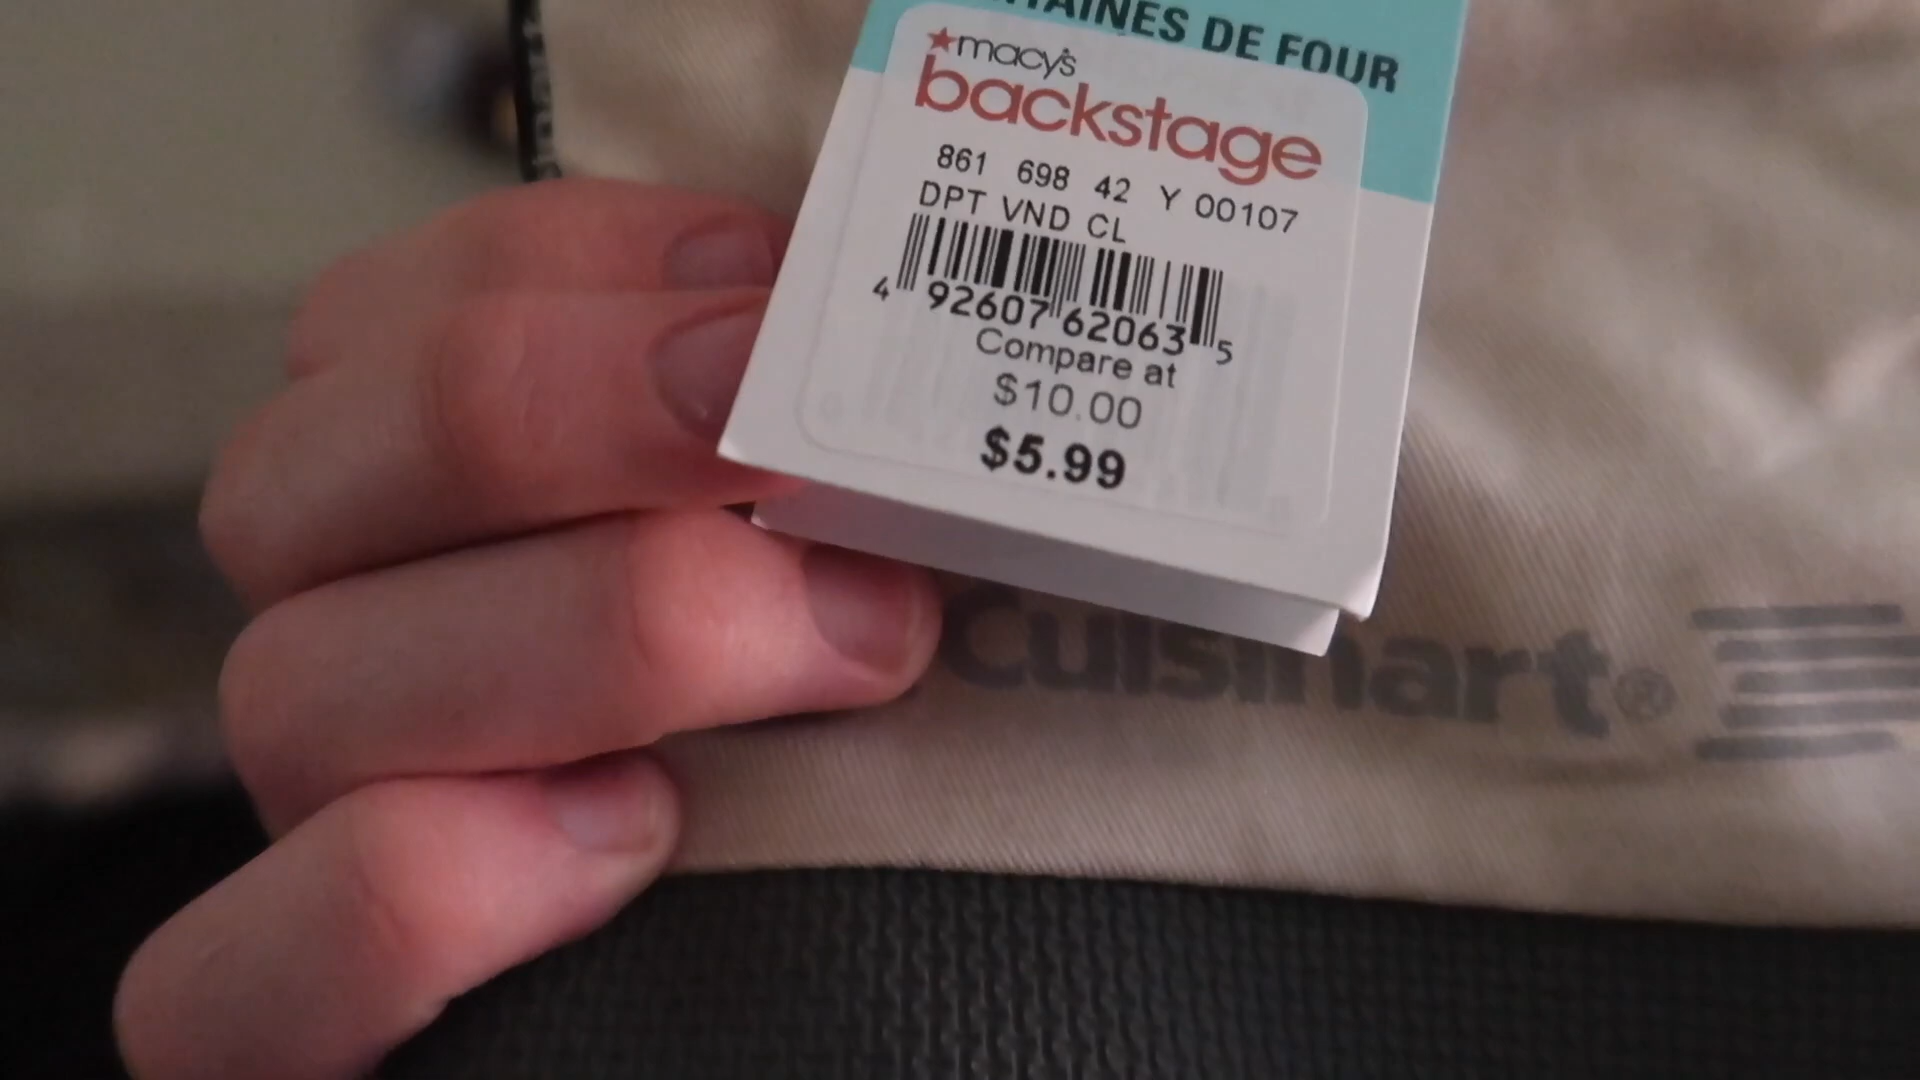 DE FOUR
macy's
backstage
861 698 42 Y 00107
DPT VND CL
4 92607 62063 5
Compare at
$10.00
$5.99
Cuisinart®